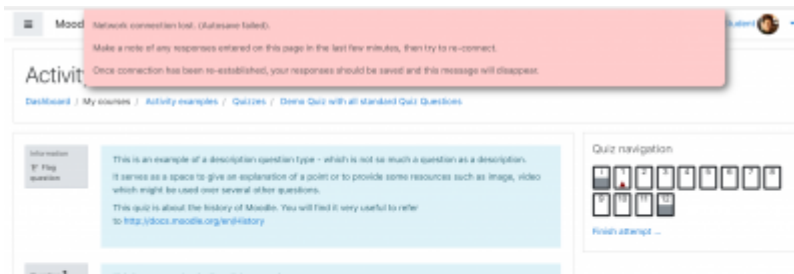 Network connection lost. (Autosave failed).
Make a note of any responses entered on this page in the last few minutes, then try to re-connect.
Once connection has been re-established, your responses should be saved and this message will disappear.
Mood
Student
Activit
Dashboard / My courses / Activity examples / Quizzes / Demo Quiz with all standard Quiz Questions
Information
Flag
question
This is an example of a description question type - which is not so much a question as a description.
It serves as a space to give an explanation of a point or to provide some resources such as image, video
which might be used over several other questions.
This quiz is about the history of Moodle. You will find it very useful to refer
to http://docs.moodle.org/en/History
Quiz navigation
i 1 2 3 4 5 6 7 8
9 10 11 12
Finish attempt ...